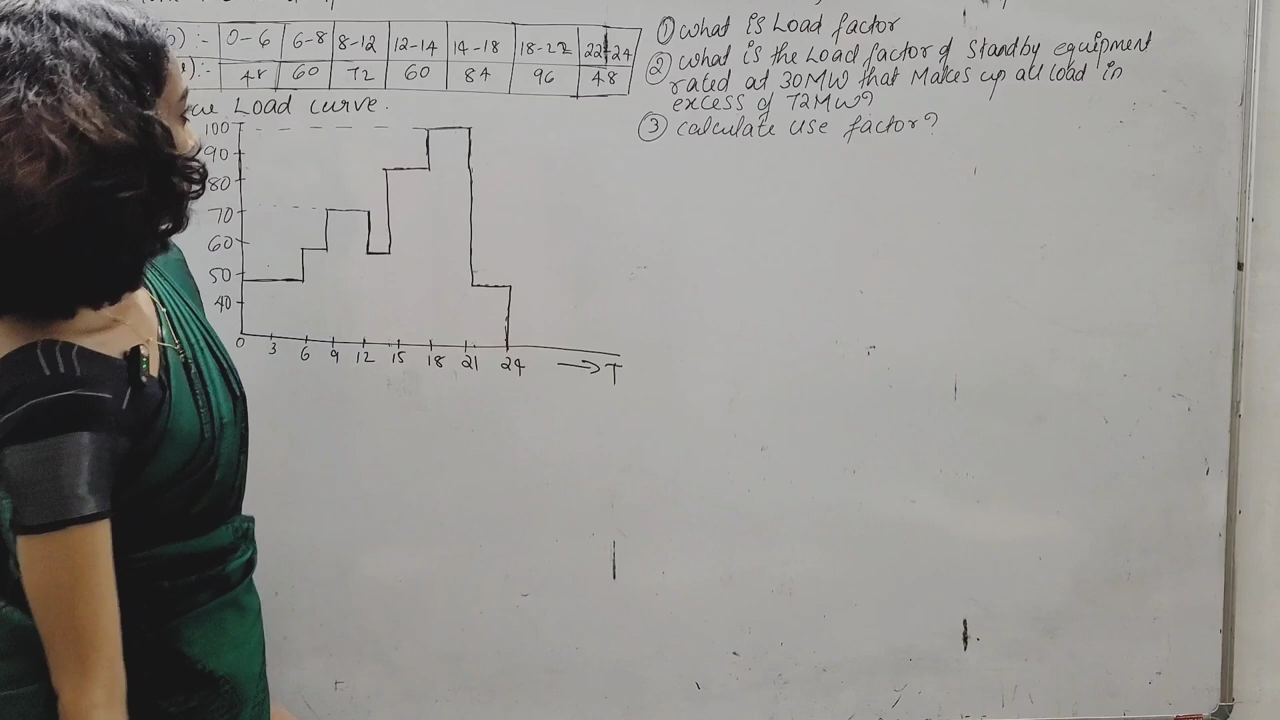 0-6 6-8 8-12 12-14 14-18 18-22 22-24
48 60 72 60 84 96 48
Load curve.
① what is Load factor
② what is the Load factor of standby equipment
rated at 30MW that Makes up all load in
excess of 72MW?
③ calculate use factor?
100
90
80
70
60
50
40
0 3 6 9 12 15 18 21 24 → T